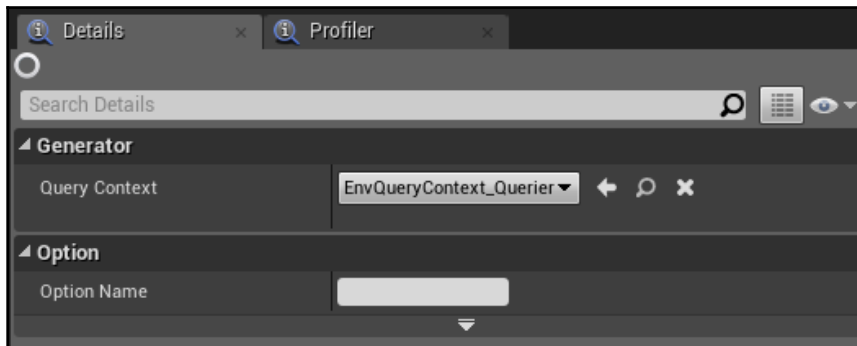 Details
Profiler
Search Details
Generator
Query Context EnvQueryContext_Querier
Option
Option Name